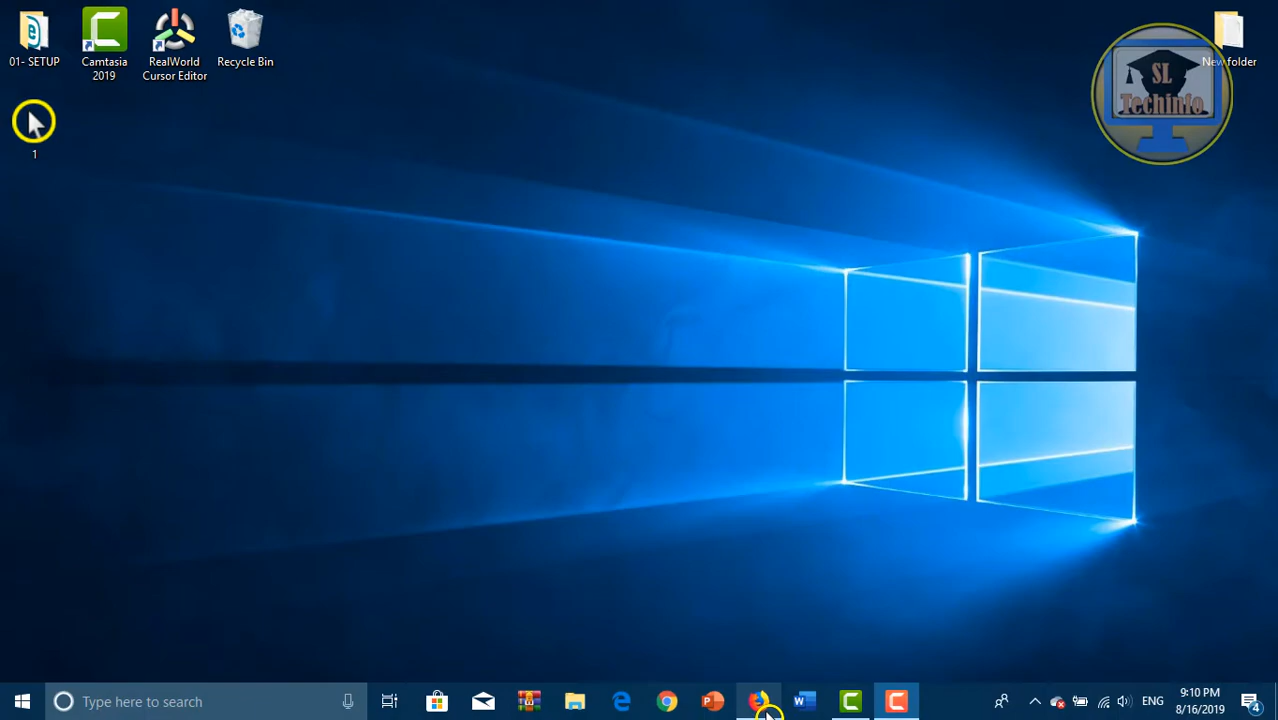 01- SETUP
Camtasia
2019
RealWorld
Cursor Editor
Recycle Bin
New folder
SL
Techinfo
1
Type here to search
ENG
9:10 PM
8/16/2019
4